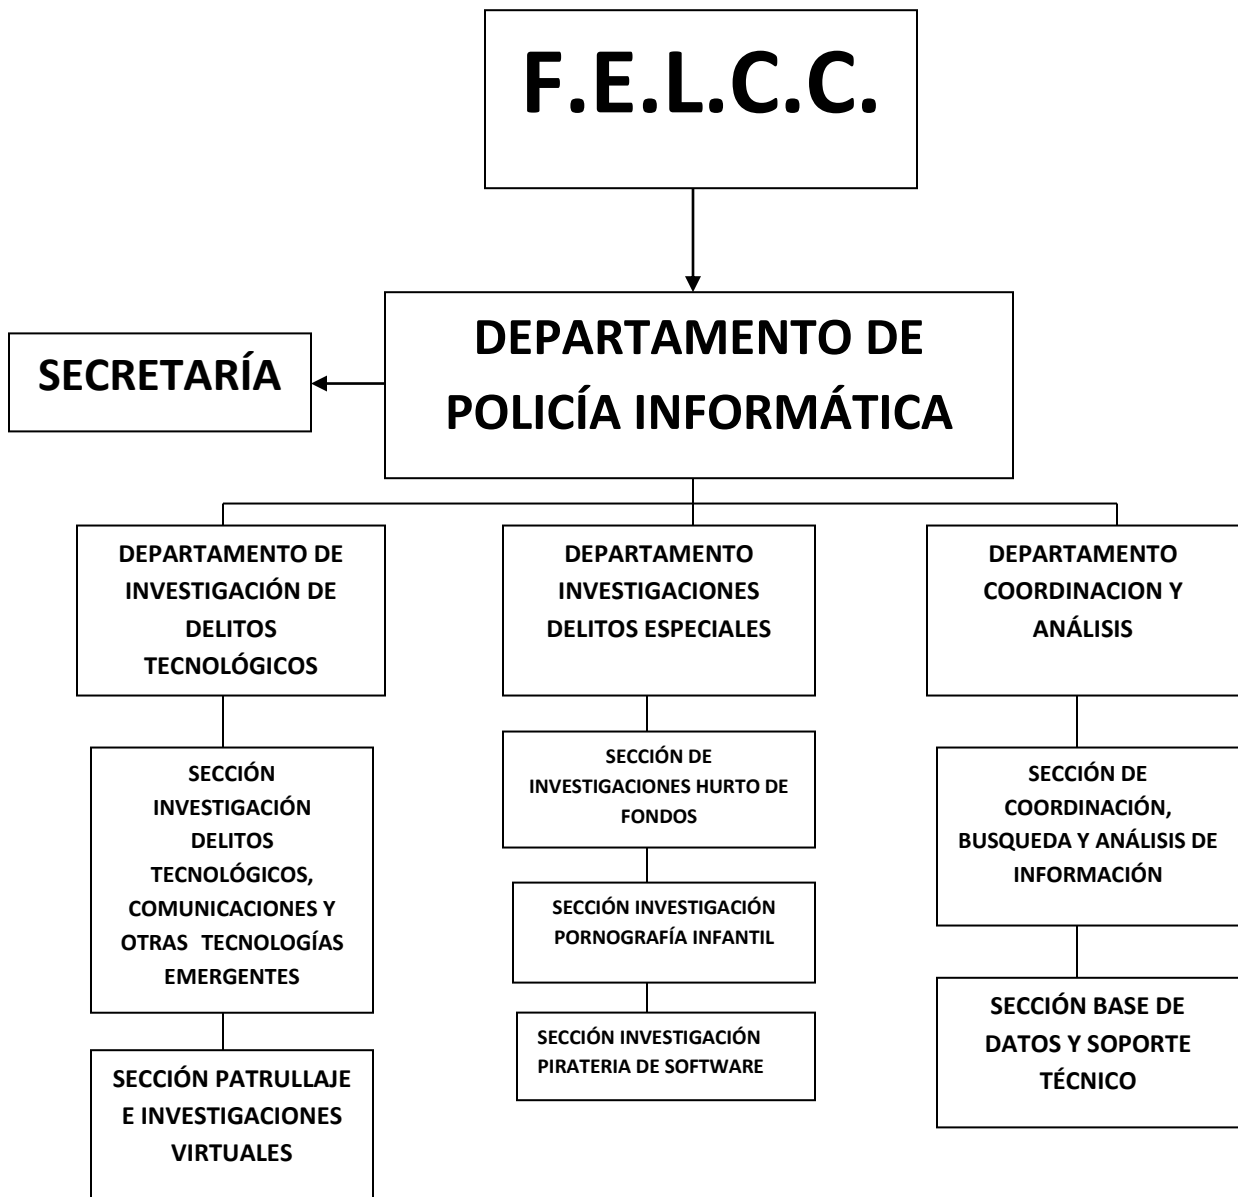 F.E.L.C.C.
DEPARTAMENTO DE
POLICÍA INFORMÁTICA
SECRETARÍA
DEPARTAMENTO DE
INVESTIGACIÓN DE
DELITOS
TECNOLÓGICOS
DEPARTAMENTO
INVESTIGACIONES
DELITOS ESPECIALES
DEPARTAMENTO
COORDINACION Y
ANÁLISIS
SECCIÓN
INVESTIGACIÓN
DELITOS
TECNOLÓGICOS,
COMUNICACIONES Y
OTRAS TECNOLOGÍAS
EMERGENTES
SECCIÓN PATRULLAJE
E INVESTIGACIONES
VIRTUALES
SECCIÓN DE
INVESTIGACIONES HURTO DE
FONDOS
SECCIÓN INVESTIGACIÓN
PORNOGRAFÍA INFANTIL
SECCIÓN INVESTIGACIÓN
PIRATERIA DE SOFTWARE
SECCIÓN DE
COORDINACIÓN,
BUSQUEDA Y ANÁLISIS DE
INFORMACIÓN
SECCIÓN BASE DE
DATOS Y SOPORTE
TÉCNICO